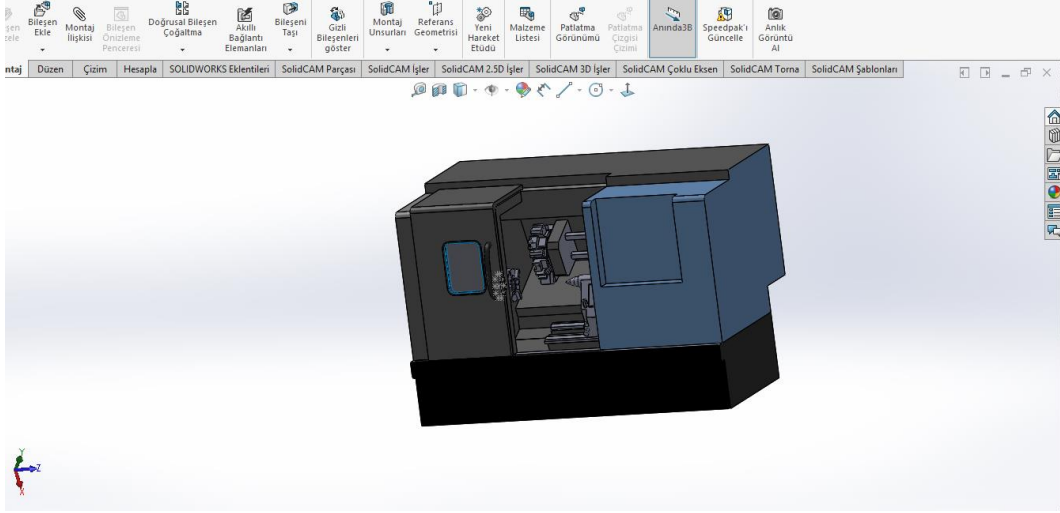 Bileşen Ekle
Montaj İlişkisi
Bileşen Önizleme Penceresi
Doğrusal Bileşen Çoğaltma
Akıllı Bağlantı Elemanları
Bileşeni Taşı
Gizli Bileşenleri göster
Montaj Unsurları
Referans Geometrisi
Yeni Hareket Etüdü
Malzeme Listesi
Patlatma Görünümü
Patlatma Çizgisi Çizimi
Anında3B
Speedpak'ı Güncelle
Anlık Görüntü Al
ntaj Düzen Çizim Hesapla SOLIDWORKS Eklentileri SolidCAM Parçası SolidCAM İşler SolidCAM 2.5D İşler SolidCAM 3D İşler SolidCAM Çoklu Eksen SolidCAM Torna SolidCAM Şablonları
Y
Z
X